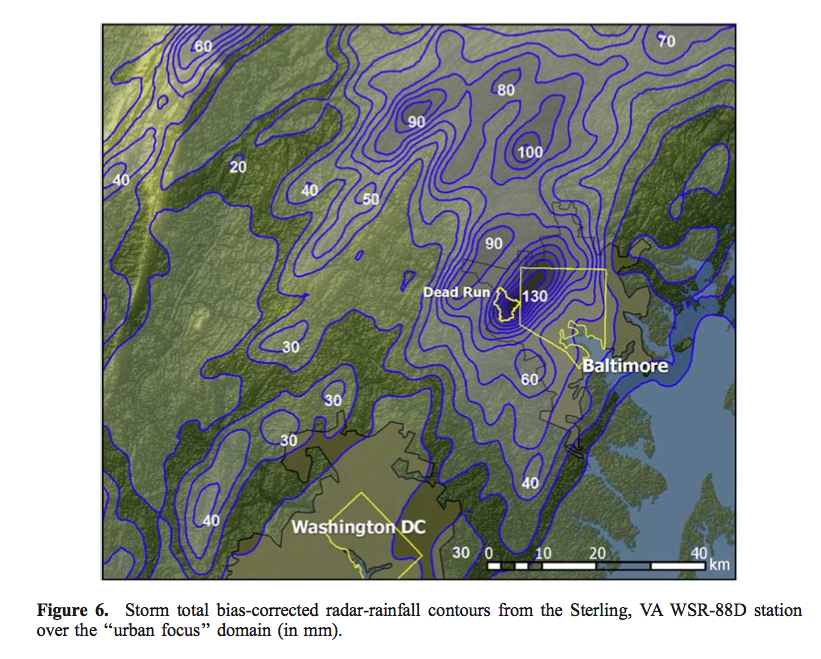 60
70
80
90
100
20
40
40
50
90
Dead Run
130
30
Baltimore
60
30
30
40
40
Washington DC
30 0 10 20 40
km
Figure 6. Storm total bias-corrected radar-rainfall contours from the Sterling, VA WSR-88D station
over the “urban focus” domain (in mm).